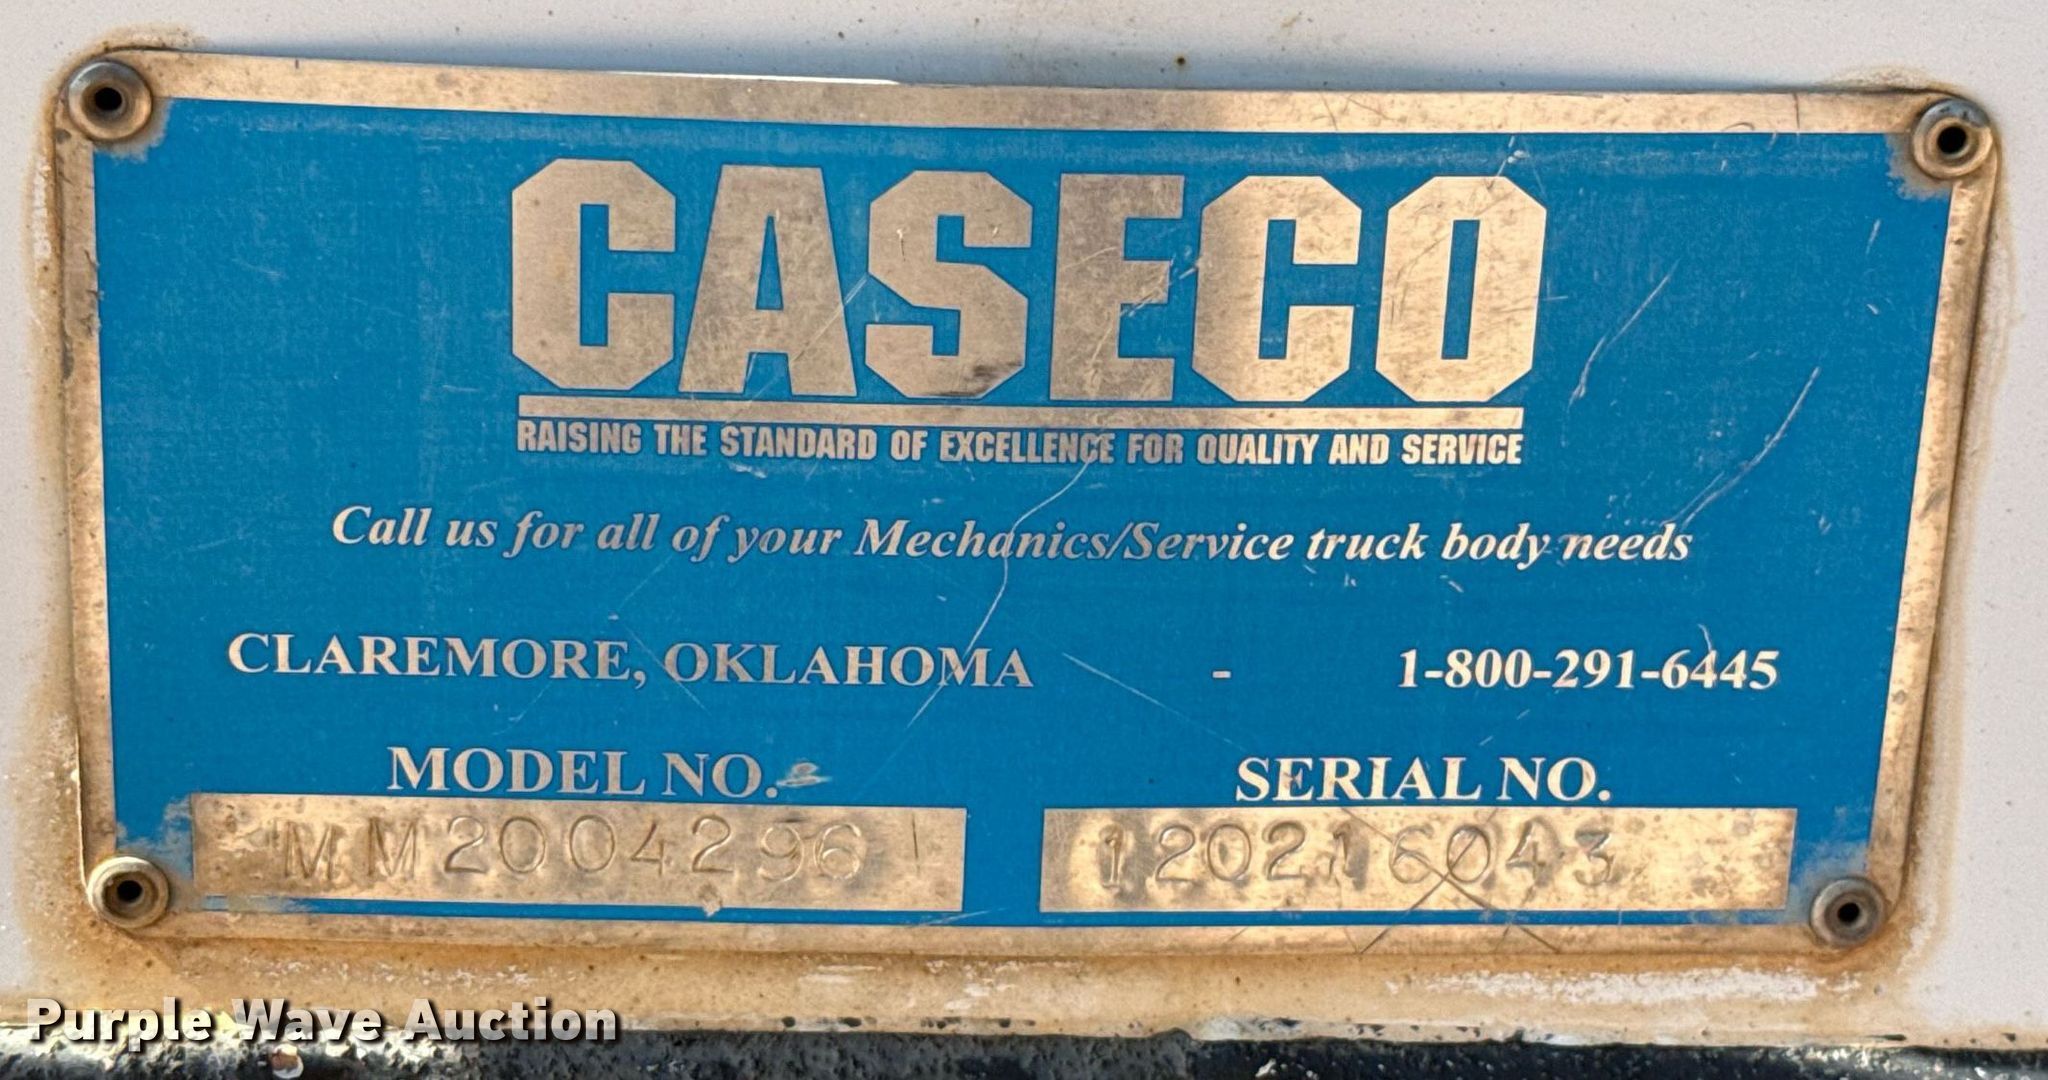 CASECO
RAISING THE STANDARD OF EXCELLENCE FOR QUALITY AND SERVICE
Call us for all of your Mechanics/Service truck body needs
CLAREMORE, OKLAHOMA - 1-800-291-6445
MODEL NO. SERIAL NO.
MM2004296 120216043
Purple Wave Auction